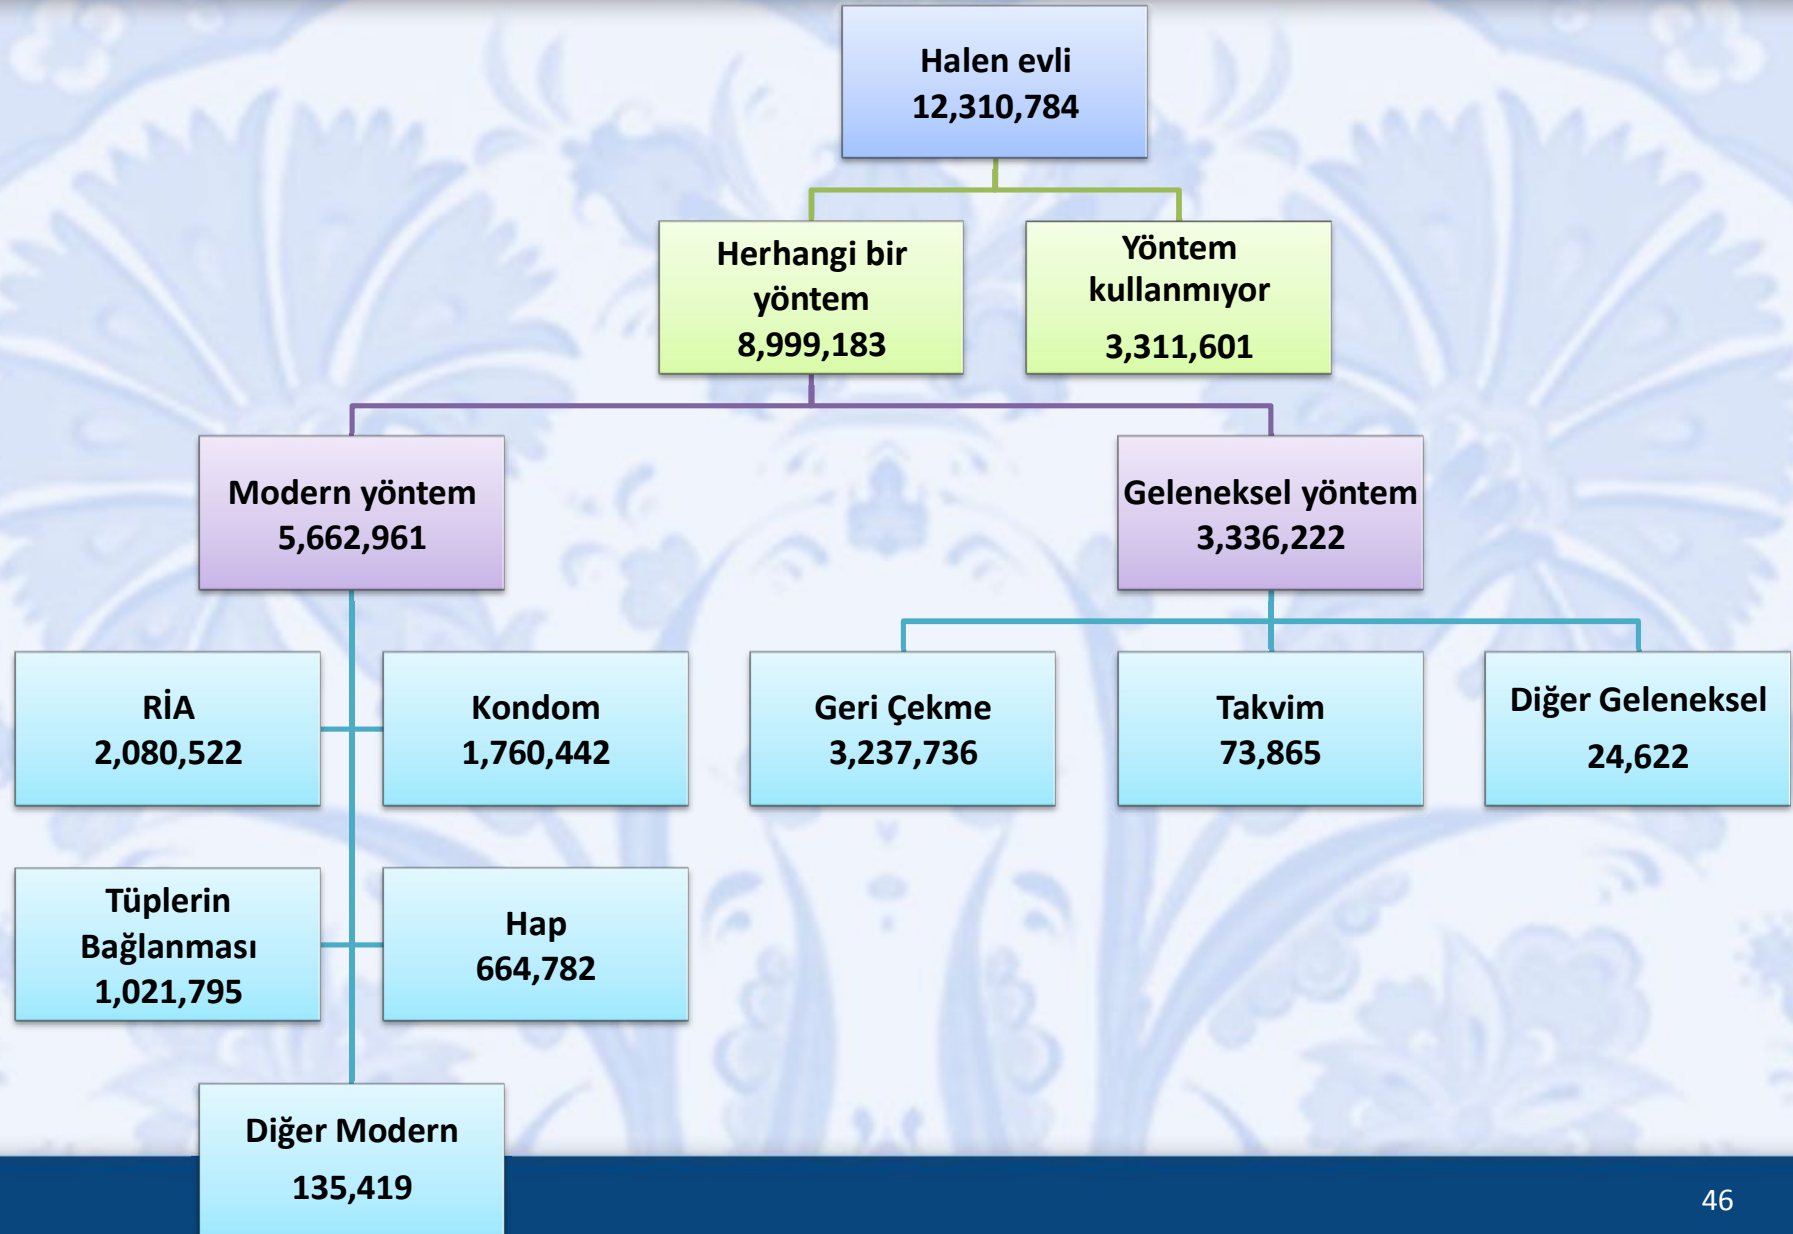 Halen evli
12,310,784
Herhangi bir
yöntem
8,999,183
Yöntem
kullanmıyor
3,311,601
Modern yöntem
5,662,961
Geleneksel yöntem
3,336,222
RİA
2,080,522
Kondom
1,760,442
Geri Çekme
3,237,736
Takvim
73,865
Diğer Geleneksel
24,622
Tüplerin
Bağlanması
1,021,795
Hap
664,782
Diğer Modern
135,419
46